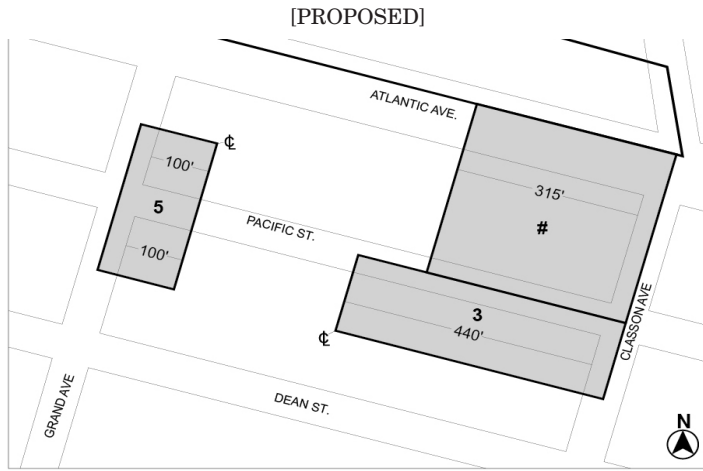 [PROPOSED]
ATLANTIC AVE.
℄
100'
315'
5
PACIFIC ST.
#
100'
3
440'
℄
CLASSON AVE
GRAND AVE
DEAN ST.
N